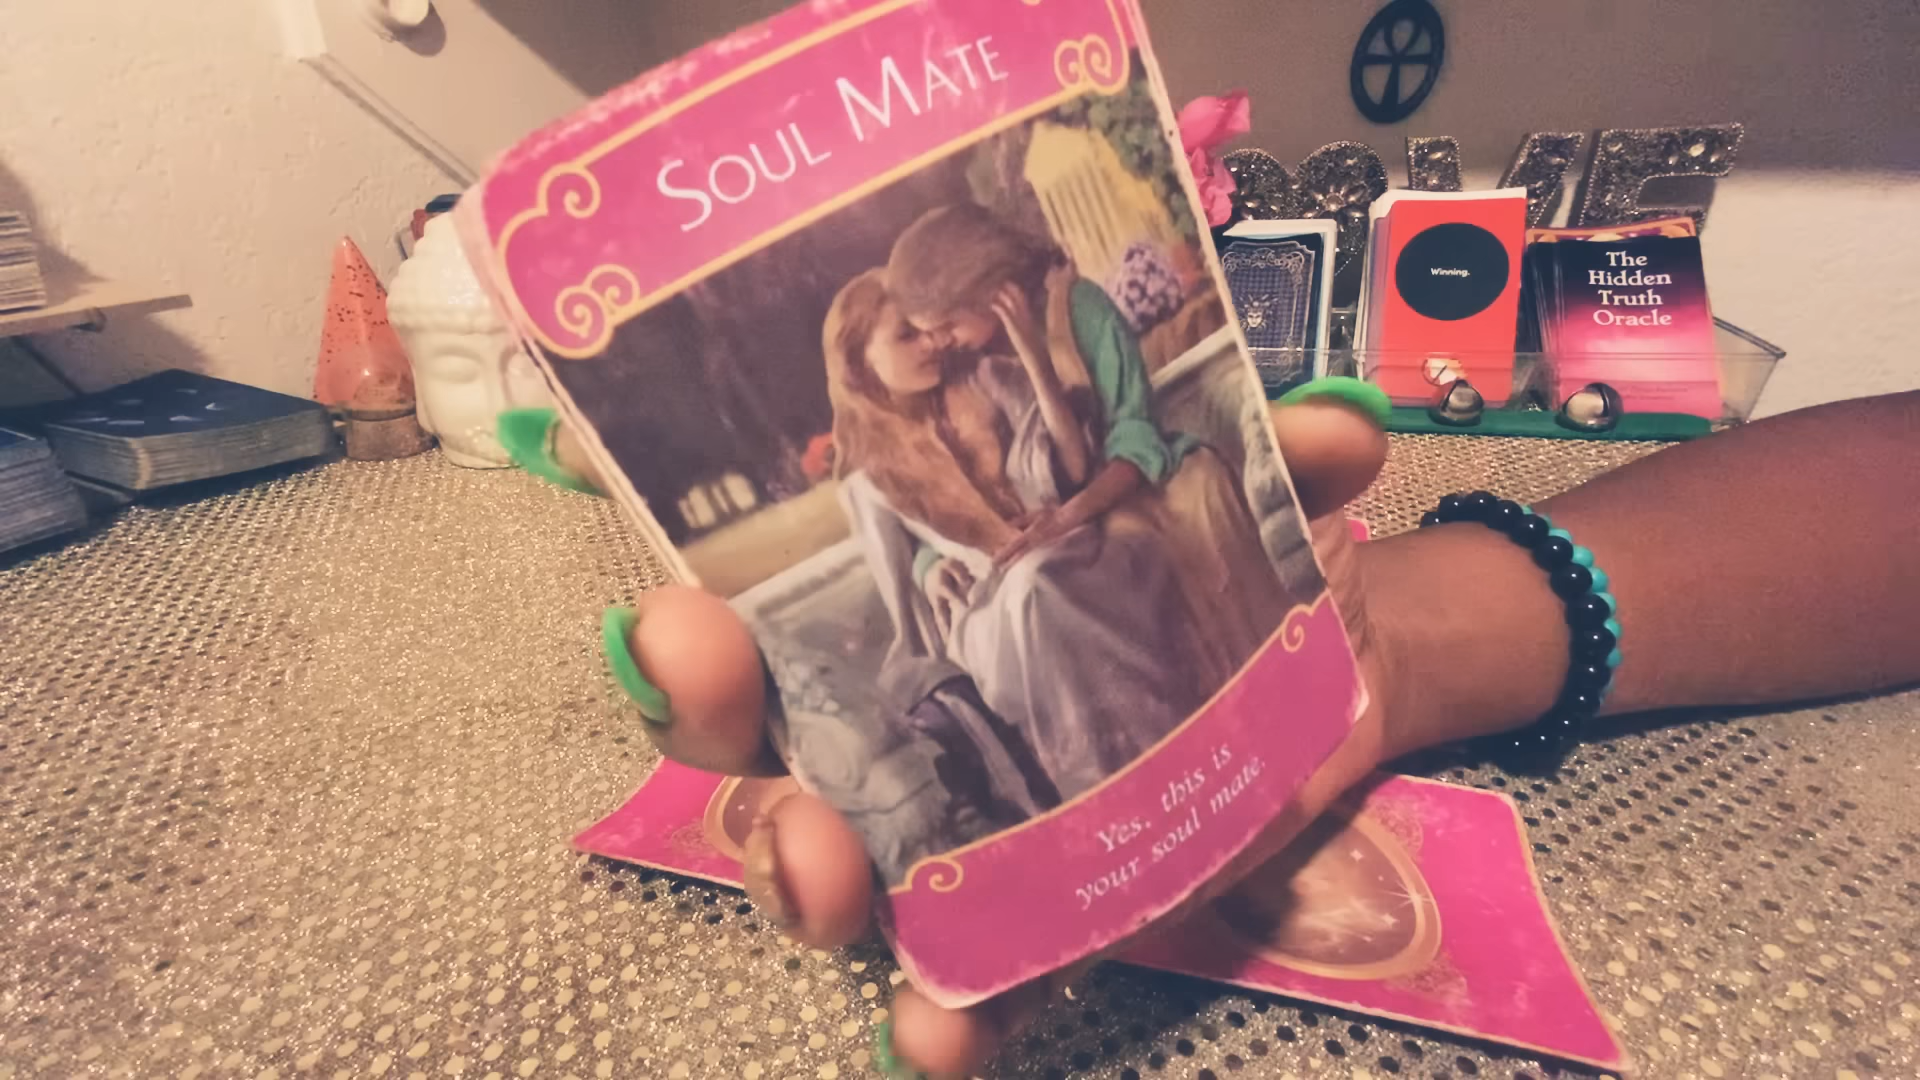 SOUL MATE
Yes, this is
your soul mate.
Winning.
The
Hidden
Truth
Oracle